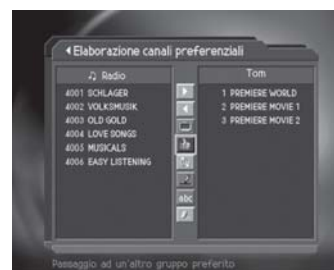 Elaborazione canali preferenziali
Radio
4001 SCHLAGER
4002 VOLKSMUSIK
4003 OLD GOLD
4004 LOVE SONGS
4005 MUSICALS
4006 EASY LISTENING
abc
Tom
1 PREMIERE WORLD
2 PREMIERE MOVIE 1
3 PREMIERE MOVIE 2
Passaggio ad un'altro gruppo preferito